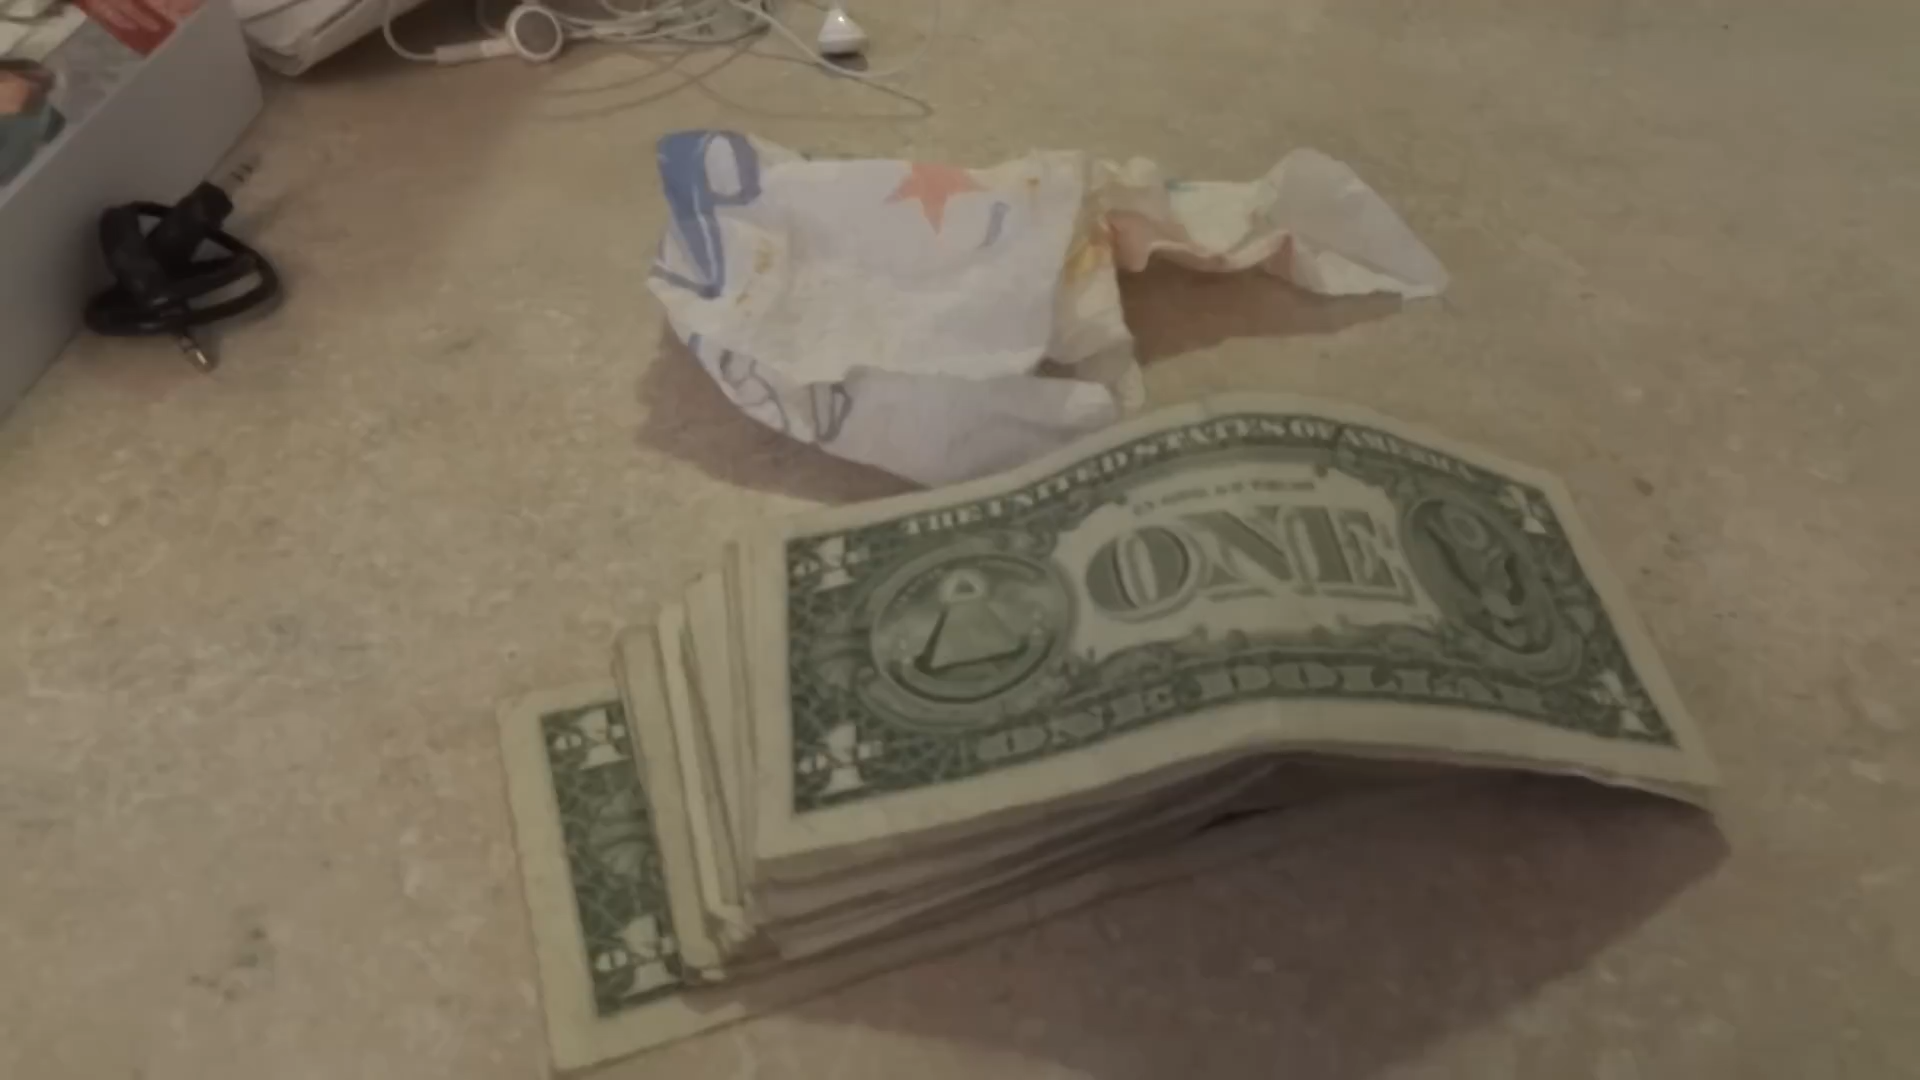 THE UNITED STATES OF AMERICA
ONE
ONE DOLLAR